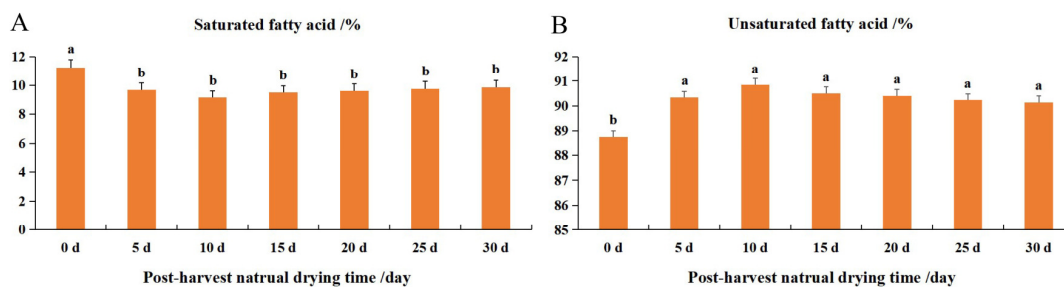 A
Saturated fatty acid /%
12
10
8
6
4
2
0
a
b
b
b
b
b
b
0 d 5 d 10 d 15 d 20 d 25 d 30 d
Post-harvest natrual drying time /day
B
Unsaturated fatty acid /%
92
91
90
89
88
87
86
85
b
a
a
a
a
a
a
0 d 5 d 10 d 15 d 20 d 25 d 30 d
Post-harvest natrual drying time /day